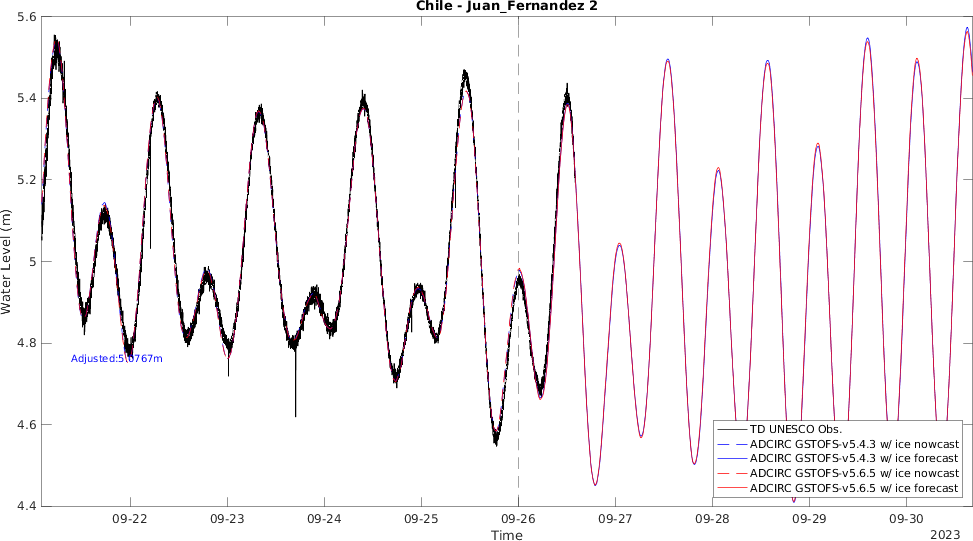 Chile - Juan_Fernandez 2
Water Level (m)
5.6
5.4
5.2
5
4.8
4.6
4.4
TD UNESCO Obs.
ADCIRC GSTOFS-v5.4.3 w/ ice nowcast
ADCIRC GSTOFS-v5.4.3 w/ ice forecast
ADCIRC GSTOFS-v5.6.5 w/ ice nowcast
ADCIRC GSTOFS-v5.6.5 w/ ice forecast
09-22 09-23 09-24 09-25 09-26 09-27 09-28 09-29 09-30
Time
2023